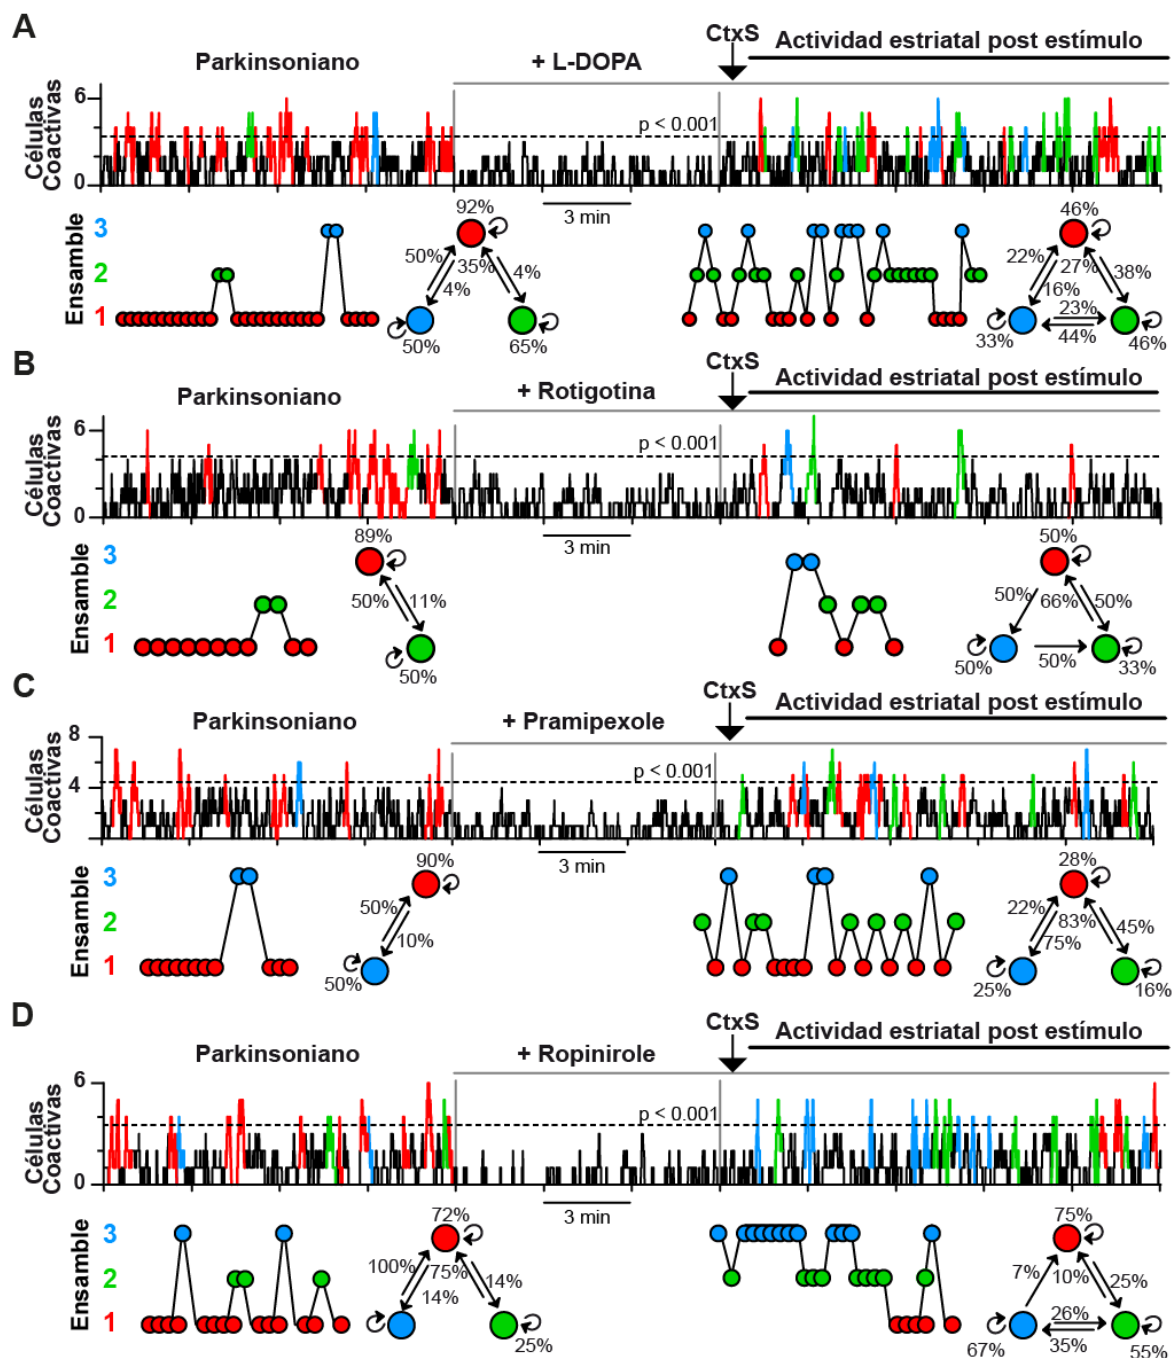 A
Parkinsoniano
+ L-DOPA
CtxS
Actividad estriatal post estímulo
Células
Coactivas
6
0
p < 0.001
3 min
Ensamble
3
2
1
92%
50%
35%
4%
4%
50%
65%
46%
22%
27%
38%
16%
23%
44%
33%
46%
B
Parkinsoniano
+ Rotigotina
CtxS
Actividad estriatal post estímulo
Células
Coactivas
6
0
p < 0.001
3 min
Ensamble
3
2
1
89%
50%
11%
50%
50%
50%
66%
50%
50%
50%
33%
C
Parkinsoniano
+ Pramipexole
CtxS
Actividad estriatal post estímulo
Células
Coactivas
8
4
p < 0.001
3 min
Ensamble
3
2
1
90%
50%
10%
50%
28%
22%
83%
45%
75%
25%
16%
D
Parkinsoniano
+ Ropinirole
CtxS
Actividad estriatal post estímulo
Células
Coactivas
6
0
p < 0.001
3 min
Ensamble
3
2
1
72%
100%
75%
14%
14%
25%
75%
7%
10%
25%
26%
35%
67%
55%